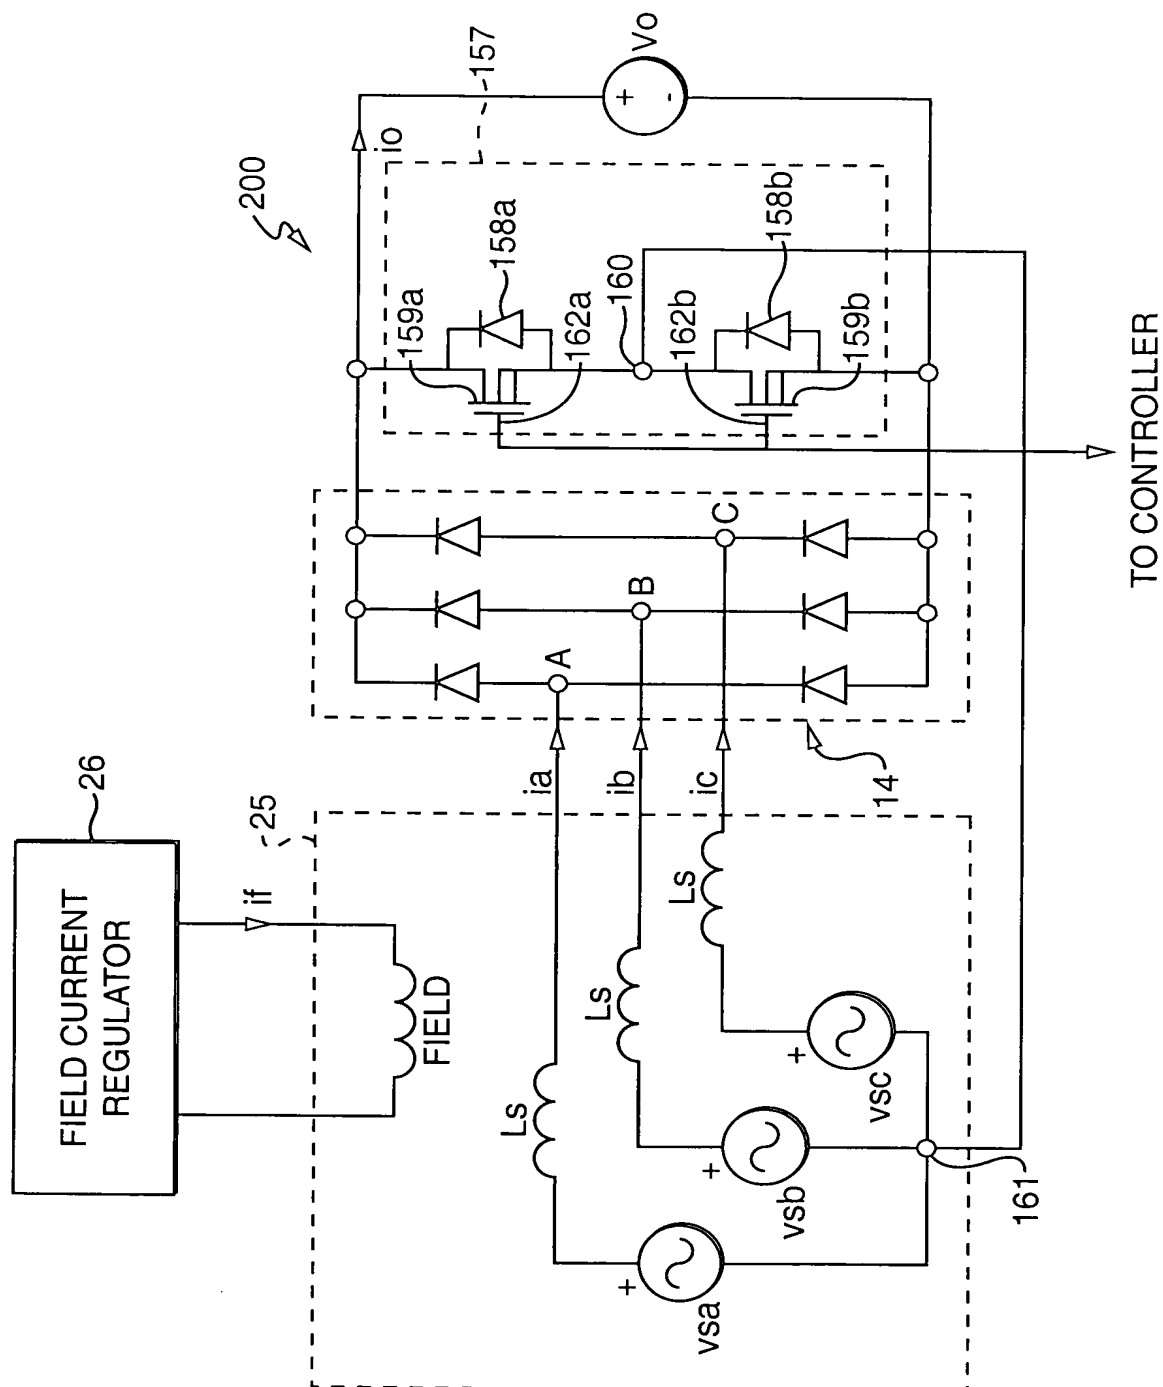 FIELD CURRENT
REGULATOR
26
if
25
FIELD
200
157
io
Vo
+
-
159a
158a
162a
160
162b
158b
159b
TO CONTROLLER
A
B
C
ia
ib
ic
14
Ls
Ls
Ls
+
vsa
+
vsb
+
vsc
161